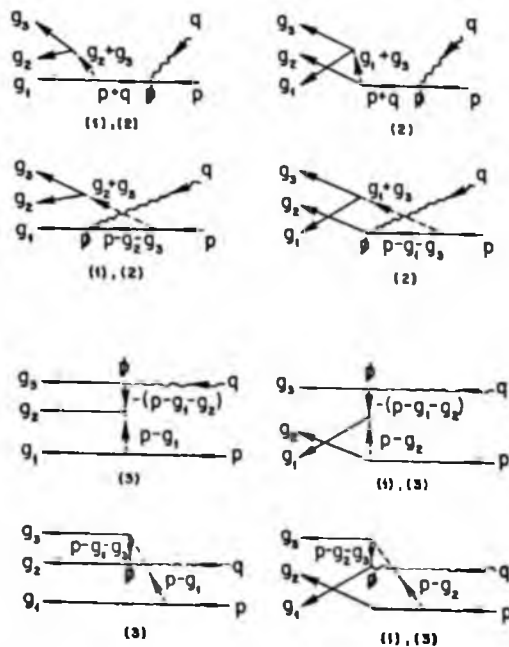 g₃ q g₃ q
g₂ g₂+g₃ g₂ g₁+g₃
g₁ p+q p̸ p g₁ p+q p̸ p
(1),(2) (2)
g₃ q g₃ q
g₂ g₂+g₃ g₂ g₁+g₃
g₁ p̸ p-g₂-g₃ p g₁ p̸ p-g₁-g₃ p
(1),(2) (2)
p̸ p̸
g₃ q g₃ q
g₂ -(p-g₁-g₂) g₂ -(p-g₁-g₂)
g₁ p-g₁ p g₁ p-g₂ p
(3) (1),(3)
g₃ p-g₁-g₃ g₃ p-g₂-g₃
g₂ p̸ p-g₁ q g₂ p̸ p-g₂ q
g₁ p g₁ p
(3) (1),(3)